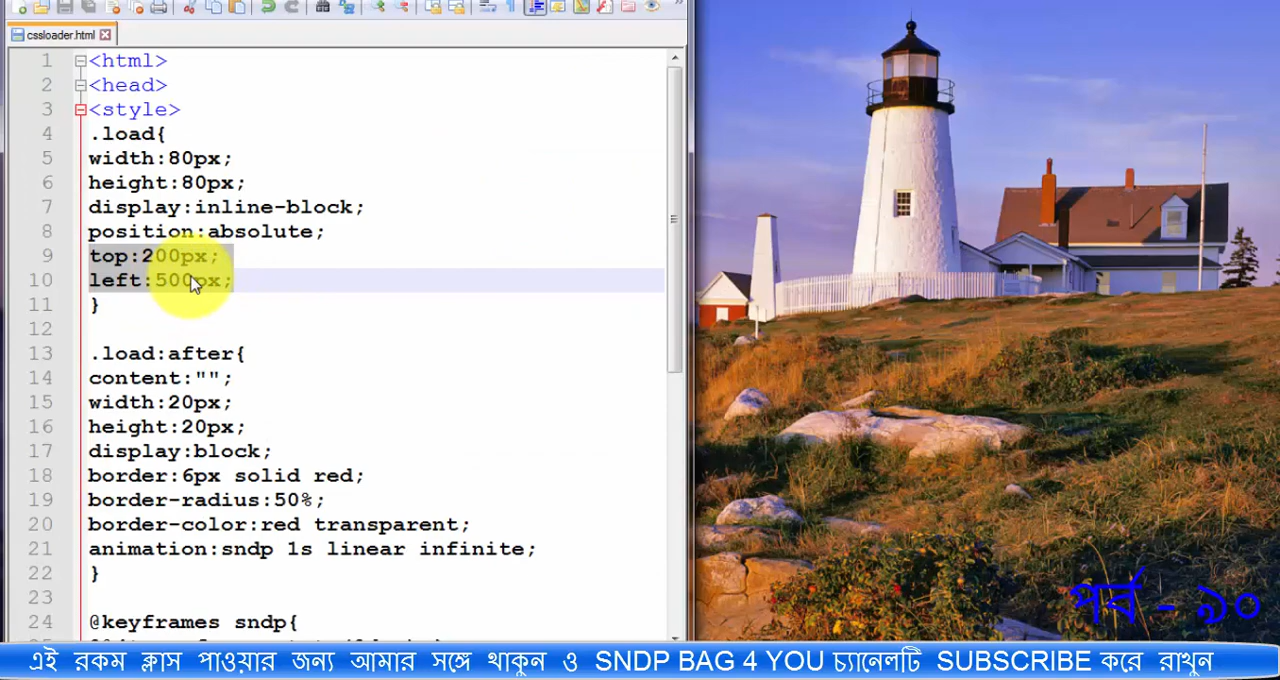 cssloader.html
1 <html>
2 <head>
3 <style>
4 .load{
5 width:80px;
6 height:80px;
7 display:inline-block;
8 position:absolute;
9 top:200px;
10 left:500px;
11 }
12
13 .load:after{
14 content:"";
15 width:20px;
16 height:20px;
17 display:block;
18 border:6px solid red;
19 border-radius:50%;
20 border-color:red transparent;
21 animation:sndp 1s linear infinite;
22 }
23
24 @keyframes sndp{
পর্ব - ৯০
এই রকম ক্লাস পাওয়ার জন্য আমার সঙ্গে থাকুন ও SNDP BAG 4 YOU চ্যানেলটি SUBSCRIBE করে রাখুন